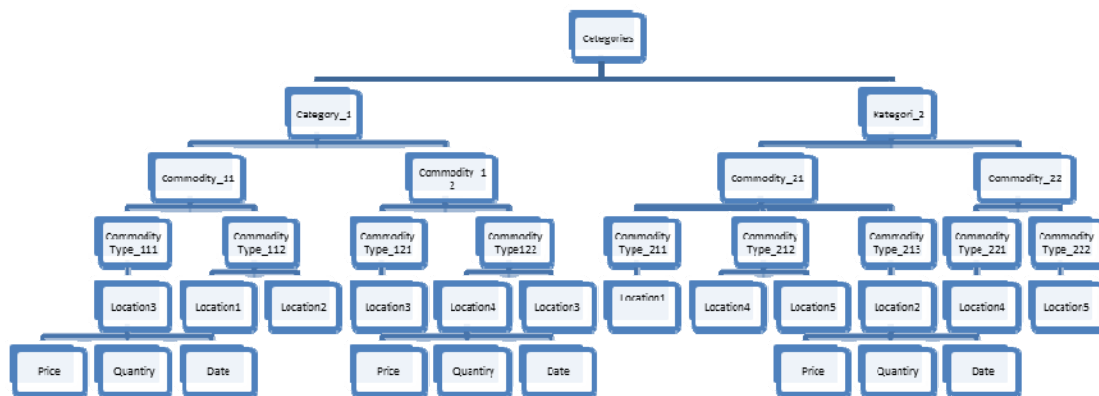 Categories
Category_1
Kategori_2
Commodity_11
Commodity_1
2
Commodity_21
Commodity_22
Commodity
Type_111
Commodity
Type_112
Commodity
Type_121
Commodity
Type122
Commodity
Type_211
Commodity
Type_212
Commodity
Type_213
Commodity
Type_221
Commodity
Type_222
Location3
Location1
Location2
Location3
Location4
Location3
Location1
Location4
Location5
Location2
Location4
Location5
Price
Quantity
Date
Price
Quantity
Date
Price
Quantity
Date